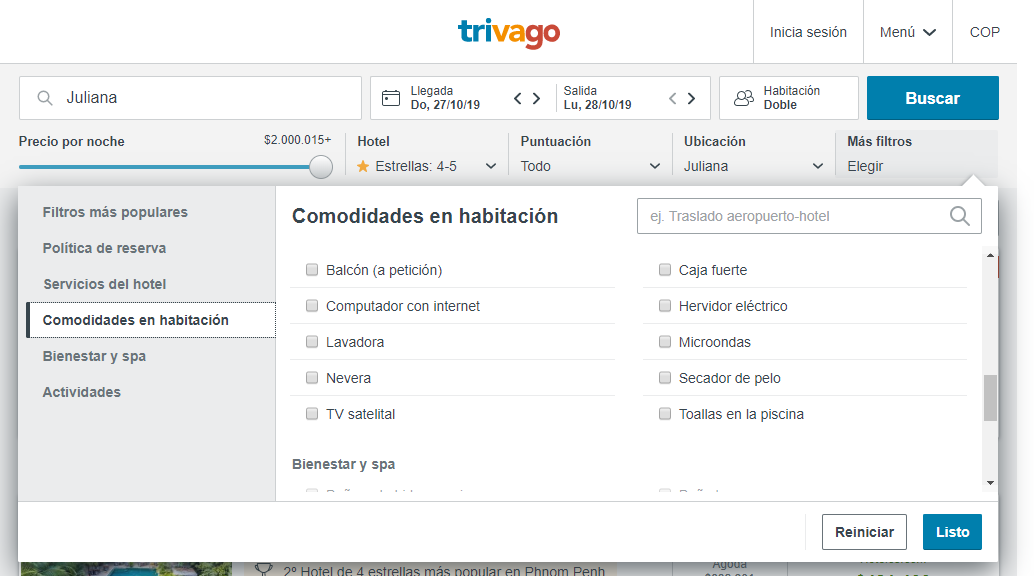 trivago
Inicia sesión
Menú
COP
Juliana
Llegada
Do, 27/10/19
Salida
Lu, 28/10/19
Habitación
Doble
Buscar
Precio por noche
$2.000.015+
Hotel
Estrellas: 4-5
Puntuación
Todo
Ubicación
Juliana
Más filtros
Elegir
Filtros más populares
Política de reserva
Servicios del hotel
Comodidades en habitación
Bienestar y spa
Actividades
Comodidades en habitación
ej. Traslado aeropuerto-hotel
Balcón (a petición)
Caja fuerte
Computador con internet
Hervidor eléctrico
Lavadora
Microondas
Nevera
Secador de pelo
TV satelital
Toallas en la piscina
Bienestar y spa
Reiniciar
Listo
2º Hotel de 4 estrellas más popular en Phnom Penh
Agoda